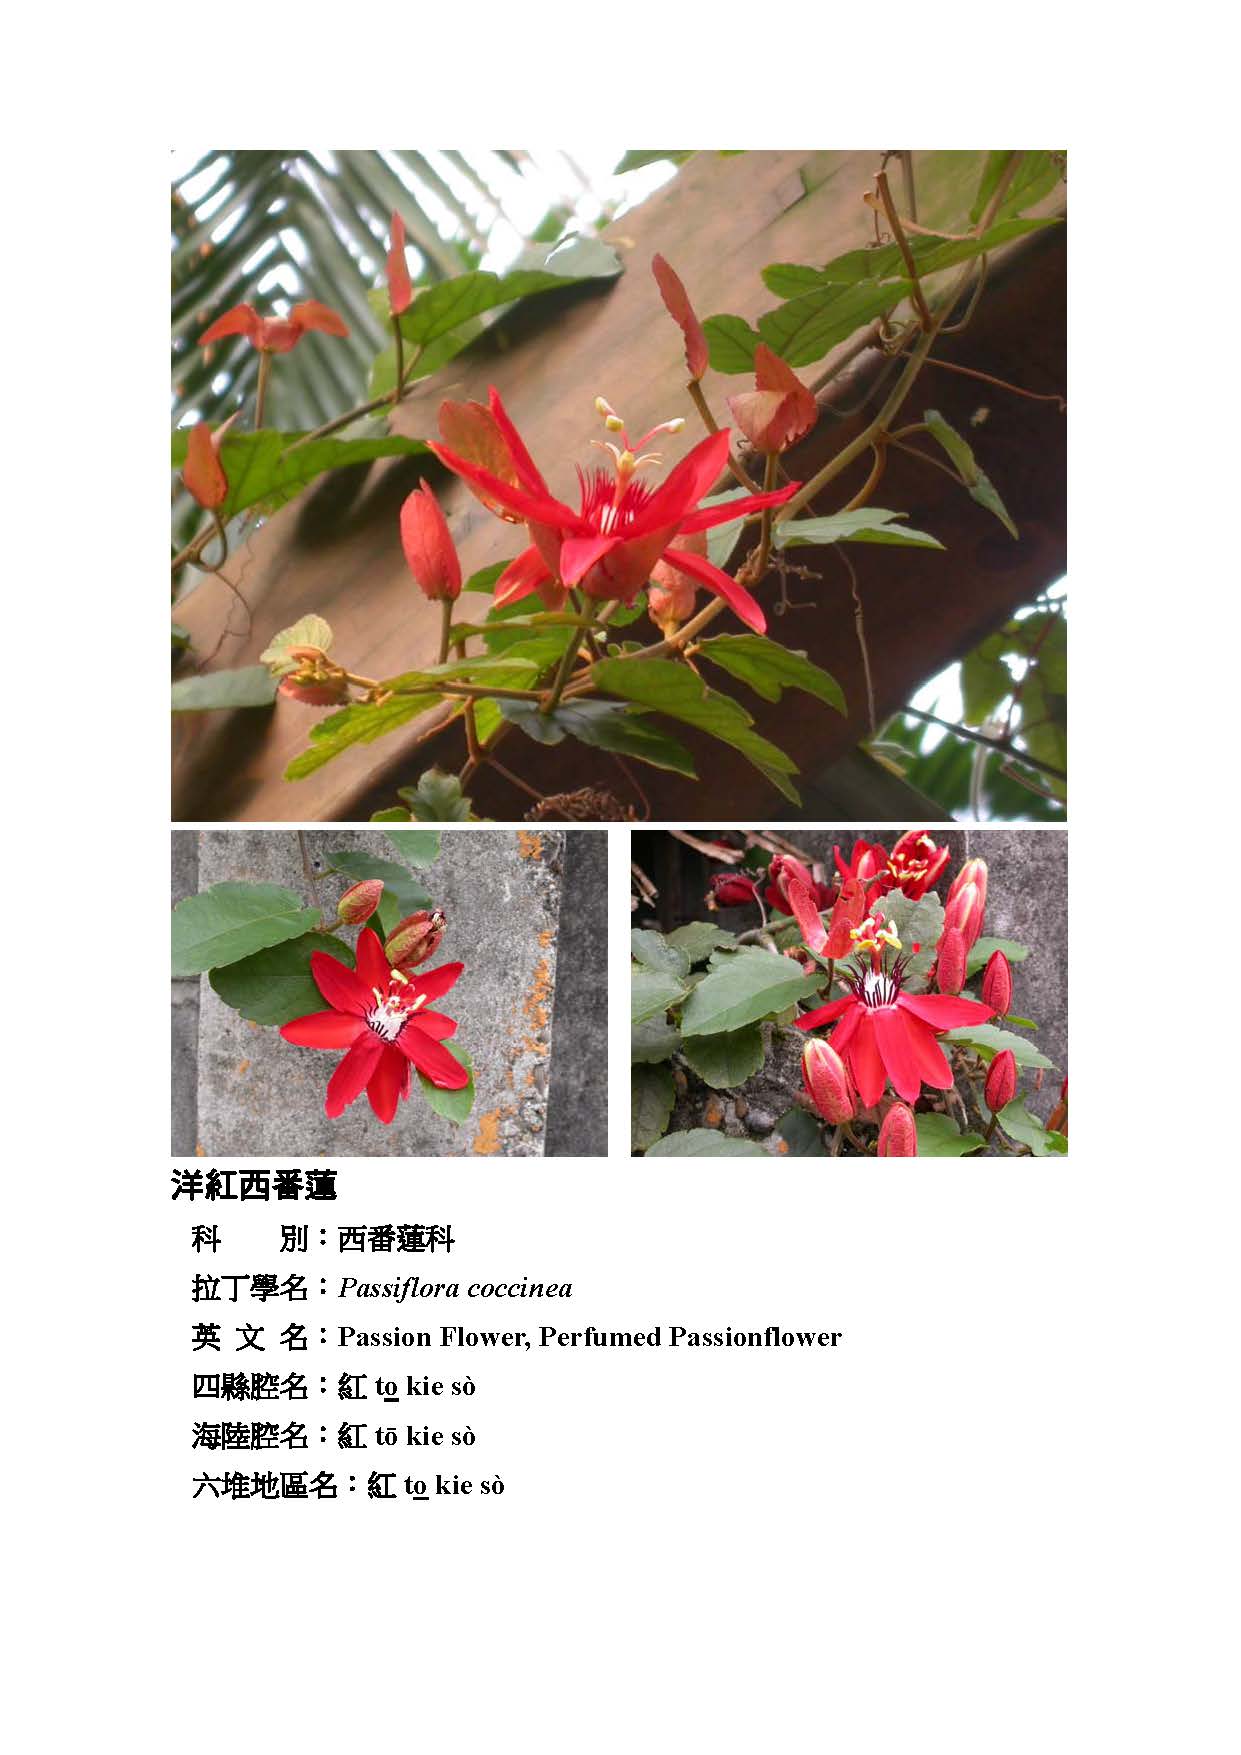 洋紅西番蓮
科　　別：西番蓮科
拉丁學名：Passiflora coccinea
英 文 名：Passion Flower, Perfumed Passionflower
四縣腔名：紅 to̲ kie sò
海陸腔名：紅 tō kie sò
六堆地區名：紅 to̲ kie sò